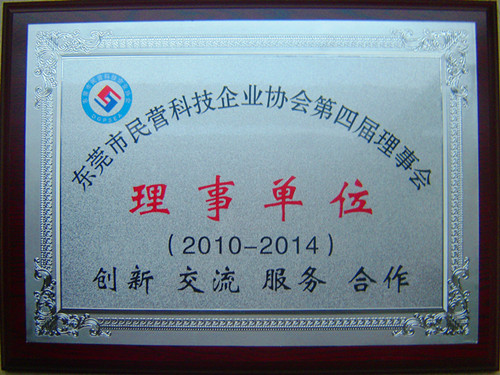 东莞市民营科技企业协会第四届理事会
理事单位
(2010-2014)
创新 交流 服务 合作